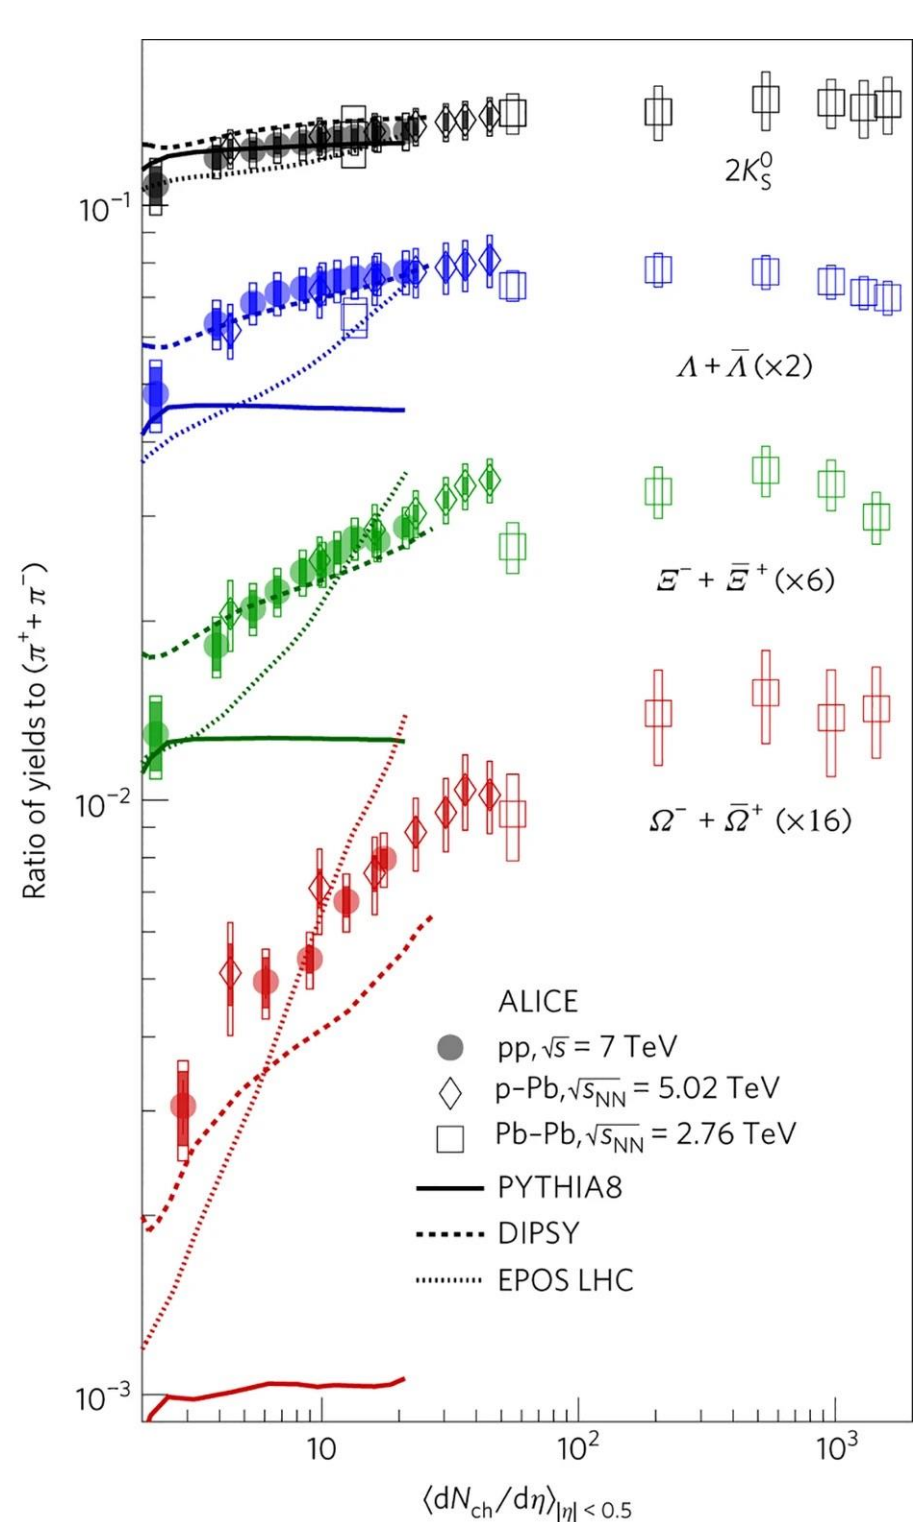 Ratio of yields to (π⁺+ π⁻)
10⁻¹
10⁻²
10⁻³
2K⁰S
Λ + Λ̅ (×2)
Ξ⁻ + Ξ̅⁺ (×6)
Ω⁻ + Ω̅⁺ (×16)
ALICE
pp, √s = 7 TeV
p–Pb, √sNN = 5.02 TeV
Pb–Pb, √sNN = 2.76 TeV
PYTHIA8
DIPSY
EPOS LHC
10
10²
10³
⟨dNch/dη⟩|η| < 0.5